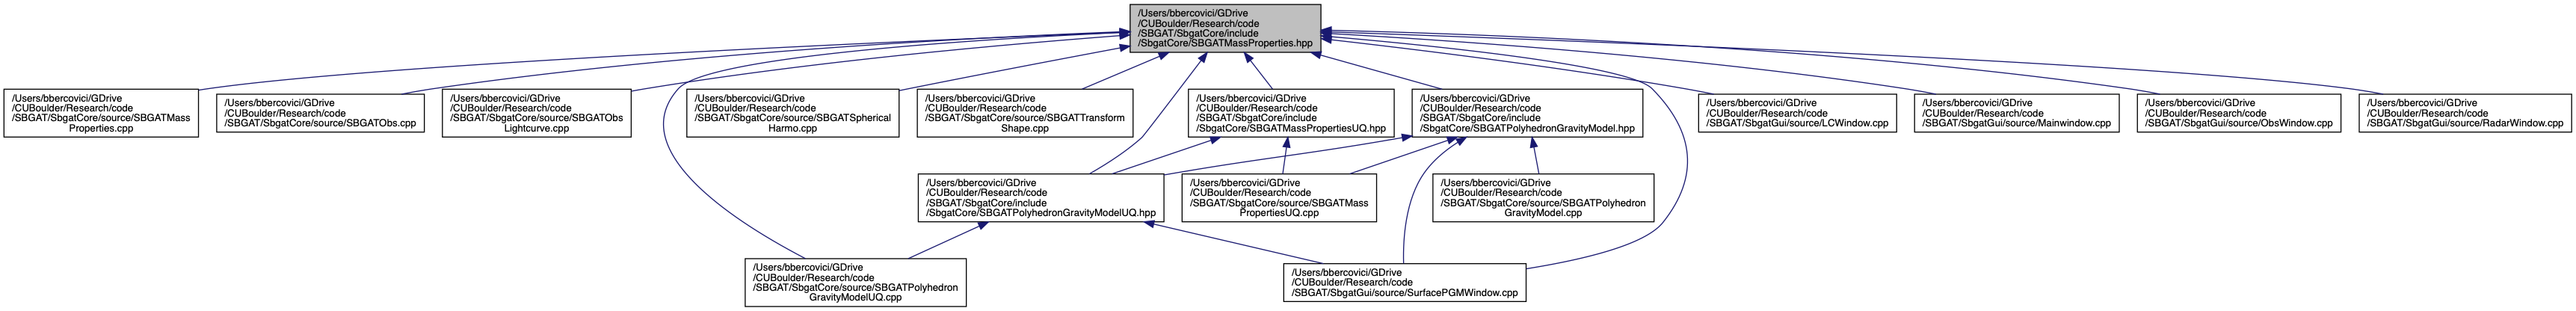 /Users/bbercovici/GDrive
/CUBoulder/Research/code
/SBGAT/SbgatCore/include
/SbgatCore/SBGATMassProperties.hpp
/Users/bbercovici/GDrive
/CUBoulder/Research/code
/SBGAT/SbgatCore/source/SBGATMass
Properties.cpp
/Users/bbercovici/GDrive
/CUBoulder/Research/code
/SBGAT/SbgatCore/source/SBGATObs.cpp
/Users/bbercovici/GDrive
/CUBoulder/Research/code
/SBGAT/SbgatCore/source/SBGATObs
Lightcurve.cpp
/Users/bbercovici/GDrive
/CUBoulder/Research/code
/SBGAT/SbgatCore/source/SBGATSpherical
Harmo.cpp
/Users/bbercovici/GDrive
/CUBoulder/Research/code
/SBGAT/SbgatCore/source/SBGATTransform
Shape.cpp
/Users/bbercovici/GDrive
/CUBoulder/Research/code
/SBGAT/SbgatCore/include
/SbgatCore/SBGATMassPropertiesUQ.hpp
/Users/bbercovici/GDrive
/CUBoulder/Research/code
/SBGAT/SbgatCore/include
/SbgatCore/SBGATPolyhedronGravityModel.hpp
/Users/bbercovici/GDrive
/CUBoulder/Research/code
/SBGAT/SbgatGui/source/LCWindow.cpp
/Users/bbercovici/GDrive
/CUBoulder/Research/code
/SBGAT/SbgatGui/source/Mainwindow.cpp
/Users/bbercovici/GDrive
/CUBoulder/Research/code
/SBGAT/SbgatGui/source/ObsWindow.cpp
/Users/bbercovici/GDrive
/CUBoulder/Research/code
/SBGAT/SbgatGui/source/RadarWindow.cpp
/Users/bbercovici/GDrive
/CUBoulder/Research/code
/SBGAT/SbgatCore/include
/SbgatCore/SBGATPolyhedronGravityModelUQ.hpp
/Users/bbercovici/GDrive
/CUBoulder/Research/code
/SBGAT/SbgatCore/source/SBGATMass
PropertiesUQ.cpp
/Users/bbercovici/GDrive
/CUBoulder/Research/code
/SBGAT/SbgatCore/source/SBGATPolyhedron
GravityModel.cpp
/Users/bbercovici/GDrive
/CUBoulder/Research/code
/SBGAT/SbgatCore/source/SBGATPolyhedron
GravityModelUQ.cpp
/Users/bbercovici/GDrive
/CUBoulder/Research/code
/SBGAT/SbgatGui/source/SurfacePGMWindow.cpp